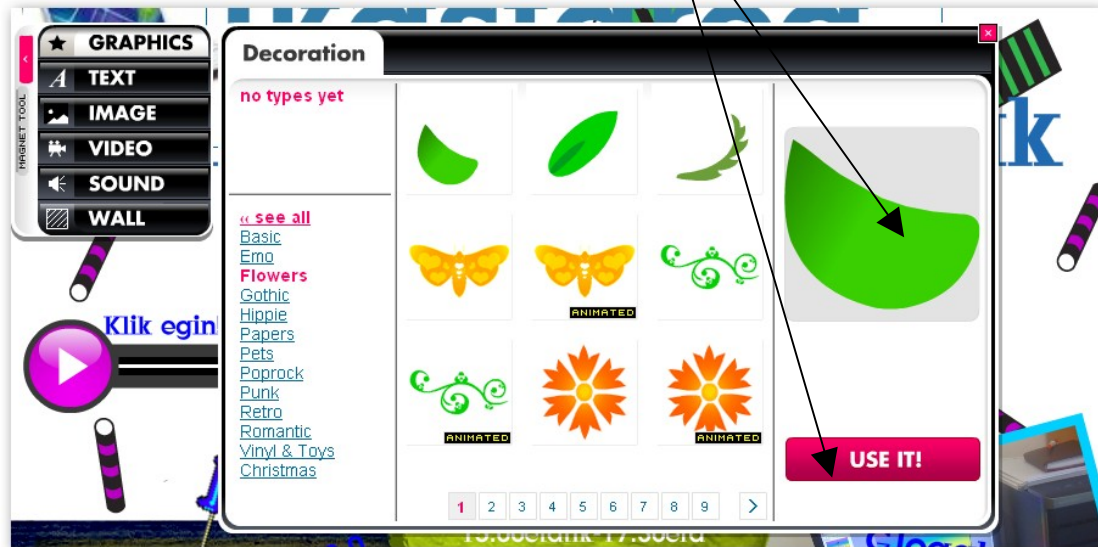 GRAPHICS
TEXT
IMAGE
VIDEO
SOUND
WALL
MAGNET TOOL
Decoration
no types yet
‹‹ see all
Basic
Emo
Flowers
Gothic
Hippie
Papers
Pets
Poprock
Punk
Retro
Romantic
Vinyl & Toys
Christmas
ANIMATED
ANIMATED
ANIMATED
1 2 3 4 5 6 7 8 9 >
USE IT!
Klik egin
k